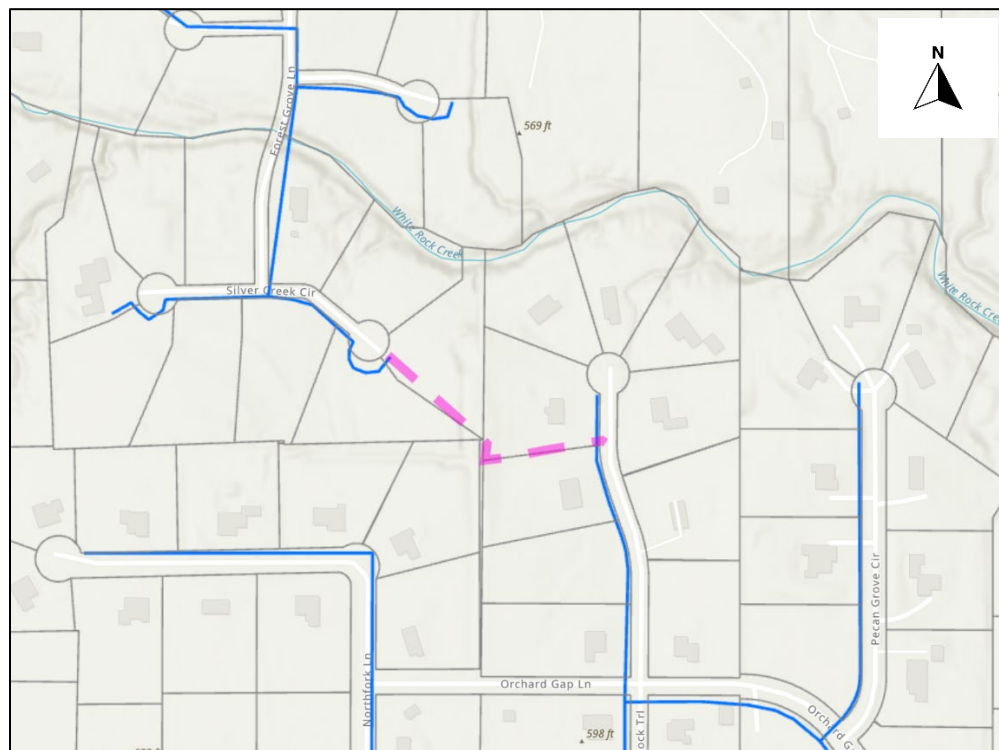 N
569 ft
Forest Grove Ln
White Rock Creek
Silver Creek Cir
White Rock Cree
Pecan Grove Cir
Northfork Ln
Orchard Gap Ln
Orchard G
ock Trl
598 ft